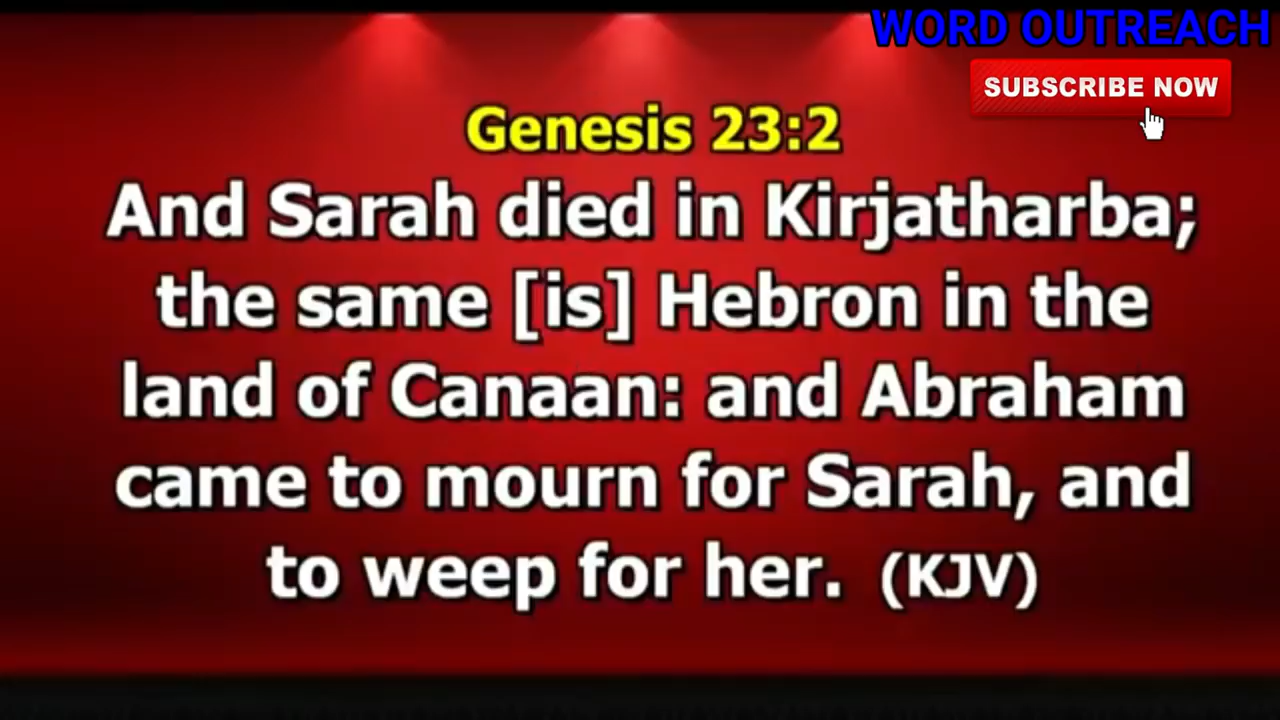 WORD OUTREACH
SUBSCRIBE NOW
Genesis 23:2
And Sarah died in Kirjatharba;
the same [is] Hebron in the
land of Canaan: and Abraham
came to mourn for Sarah, and
to weep for her. (KJV)